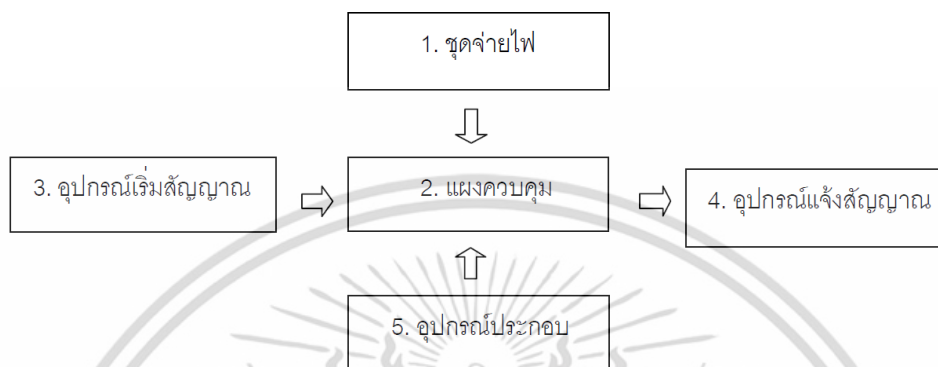 1. ชุดจ่ายไฟ
3. อุปกรณ์เริ่มสัญญาณ
2. แผงควบคุม
4. อุปกรณ์แจ้งสัญญาณ
5. อุปกรณ์ประกอบ